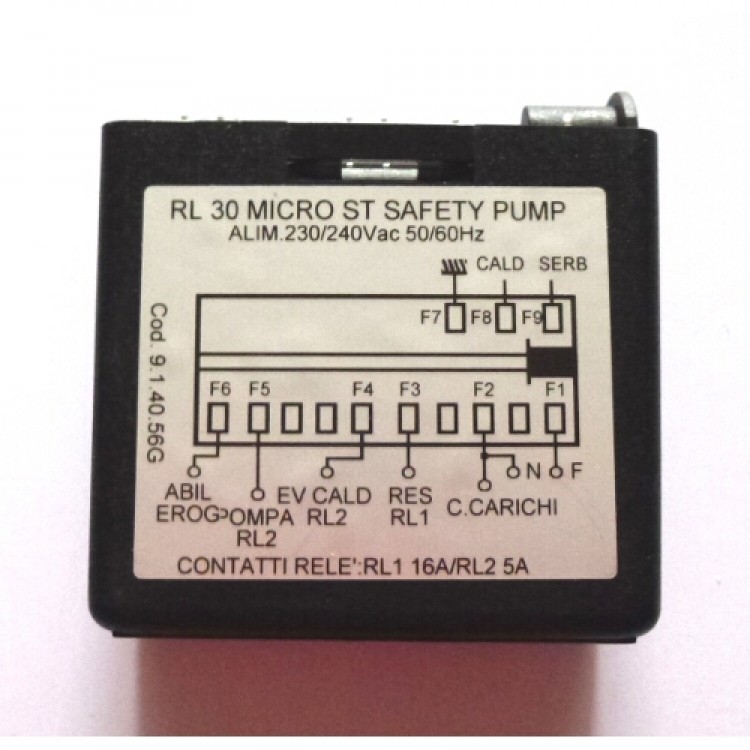 RL 30 MICRO ST SAFETY PUMP
ALIM.230/240Vac 50/60Hz
CALD SERB
F7 F8 F9
Cod. 9.1.40.56G
F6 F5 F4 F3 F2 F1
N F
ABIL EROG
POMPA RL2
EV CALD RL2
RES RL1
C.CARICHI
CONTATTI RELE':RL1 16A/RL2 5A